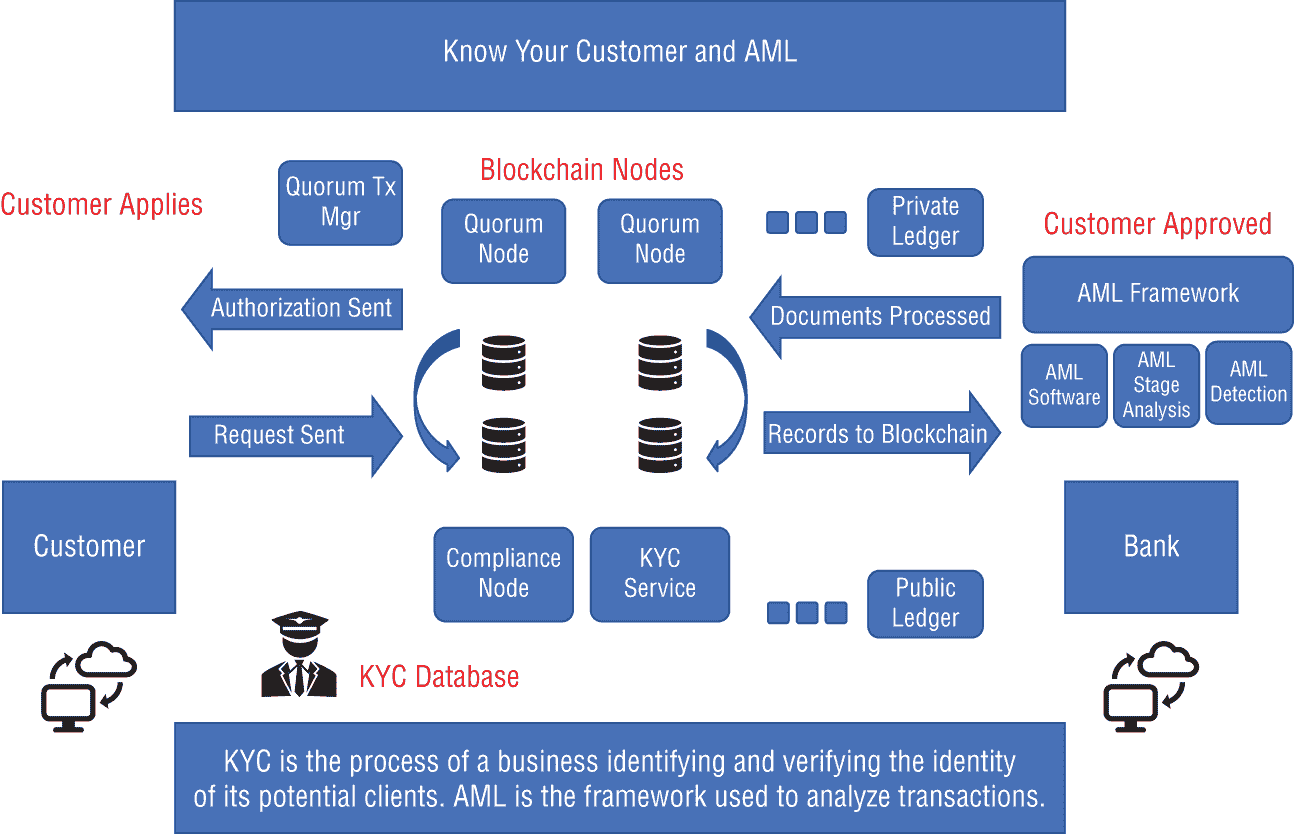 Know Your Customer and AML
Customer Applies
Quorum Tx
Mgr
Blockchain Nodes
Quorum
Node
Quorum
Node
Private
Ledger
Customer Approved
Authorization Sent
Documents Processed
AML Framework
AML
Software
AML
Stage
Analysis
AML
Detection
Request Sent
Records to Blockchain
Customer
Compliance
Node
KYC
Service
Public
Ledger
Bank
KYC Database
KYC is the process of a business identifying and verifying the identity
of its potential clients. AML is the framework used to analyze transactions.